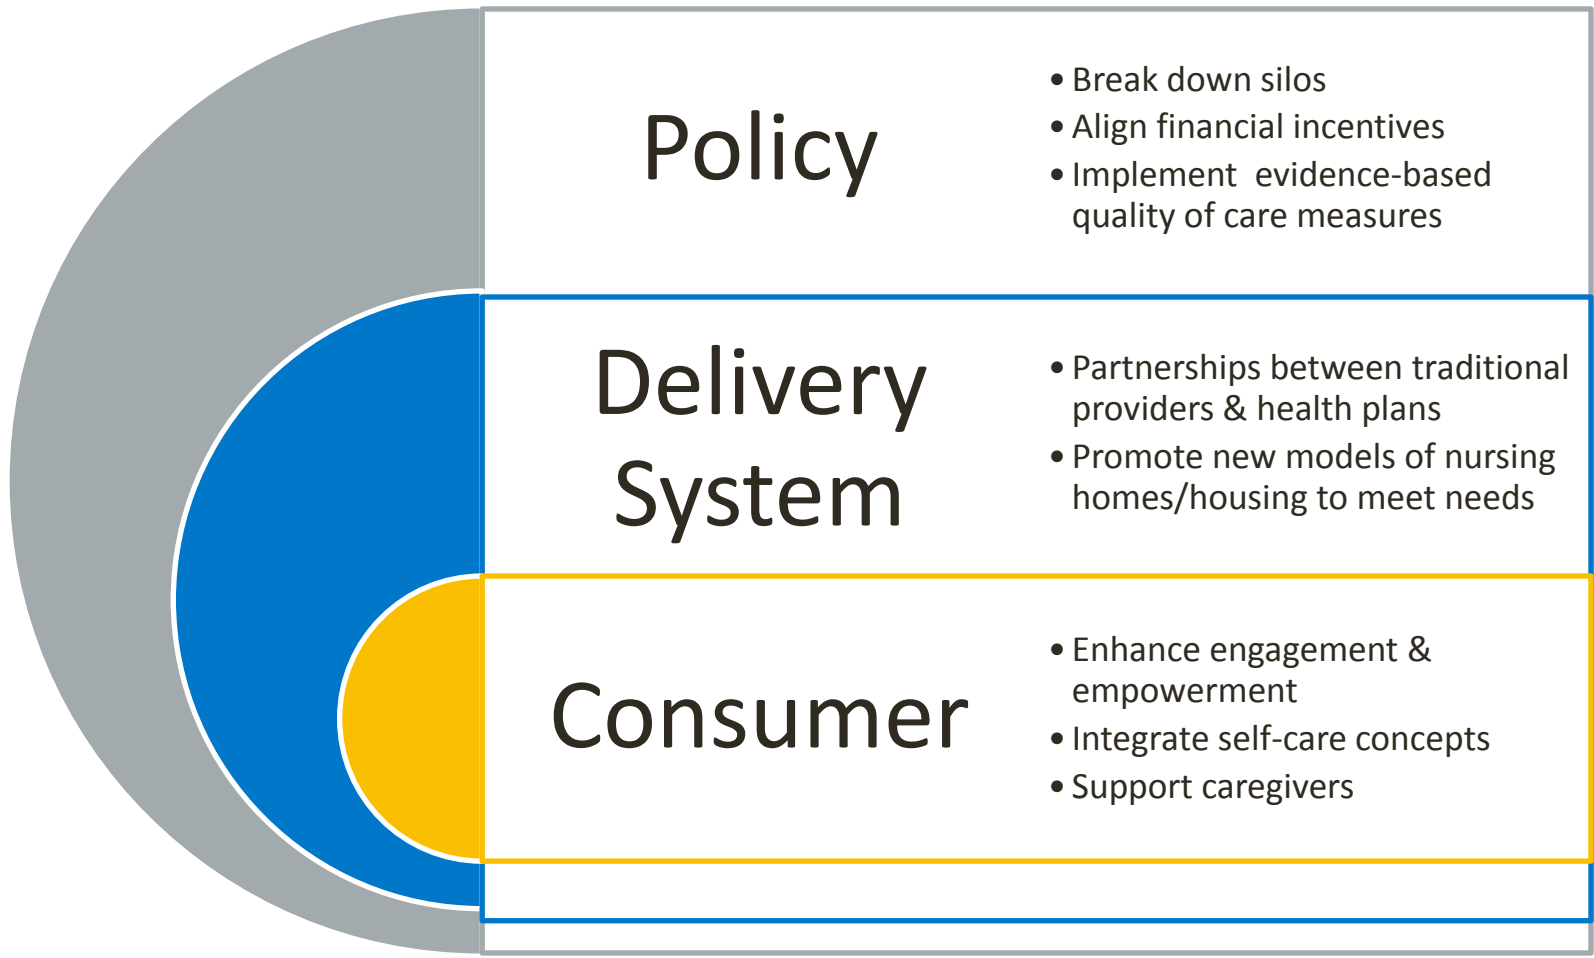 Policy
• Break down silos
• Align financial incentives
• Implement  evidence-based
quality of care measures
Delivery
System
• Partnerships between traditional
providers & health plans
• Promote new models of nursing
homes/housing to meet needs
Consumer
• Enhance engagement &
empowerment
• Integrate self-care concepts
• Support caregivers